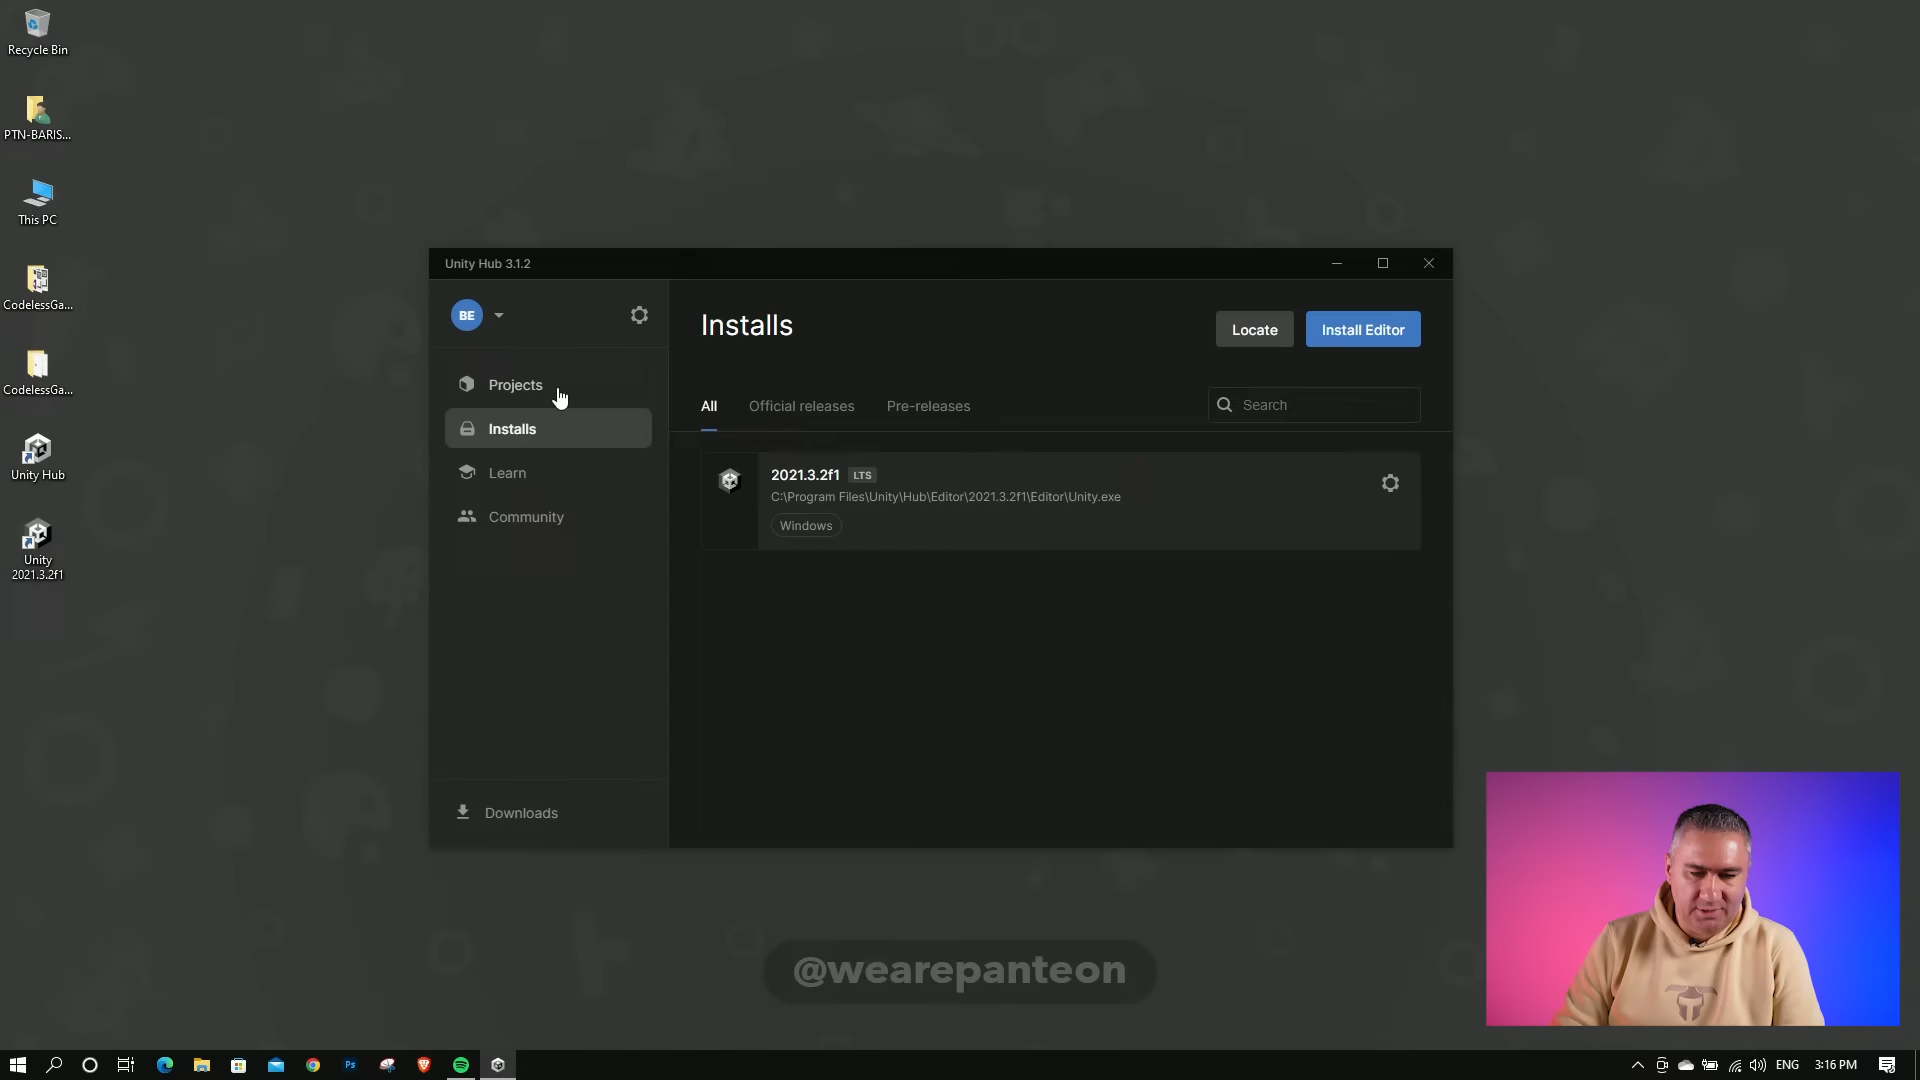 Recycle Bin
PTN-BARIS...
This PC
CodelessGa...
CodelessGa...
Unity Hub
Unity
2021.3.2f1
Unity Hub 3.1.2
BE
Projects
Installs
Learn
Community
Downloads
Installs
Locate
Install Editor
All
Official releases
Pre-releases
Search
2021.3.2f1 LTS
C:\Program Files\Unity\Hub\Editor\2021.3.2f1\Editor\Unity.exe
Windows
@wearepanteon
Ps
ENG
3:16 PM